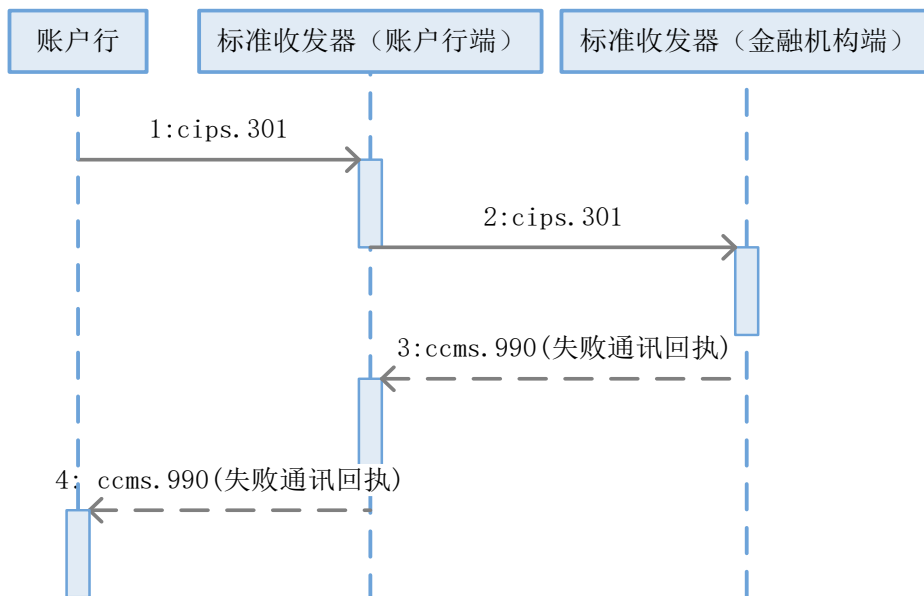 账户行
标准收发器（账户行端）
标准收发器（金融机构端）
1:cips.301
2:cips.301
3:ccms.990(失败通讯回执)
4: ccms.990(失败通讯回执)